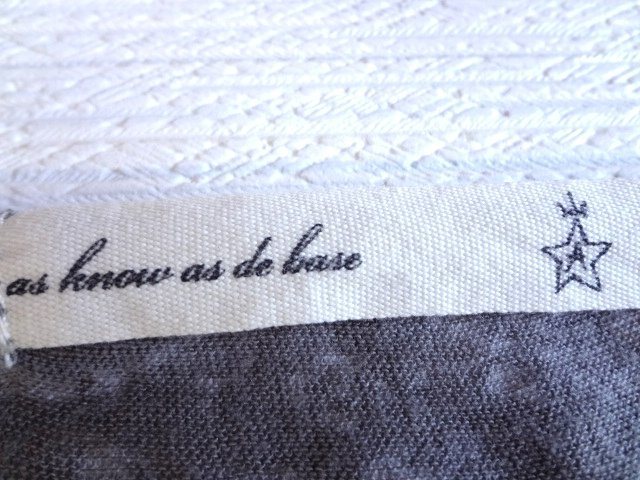 as know as de base
A